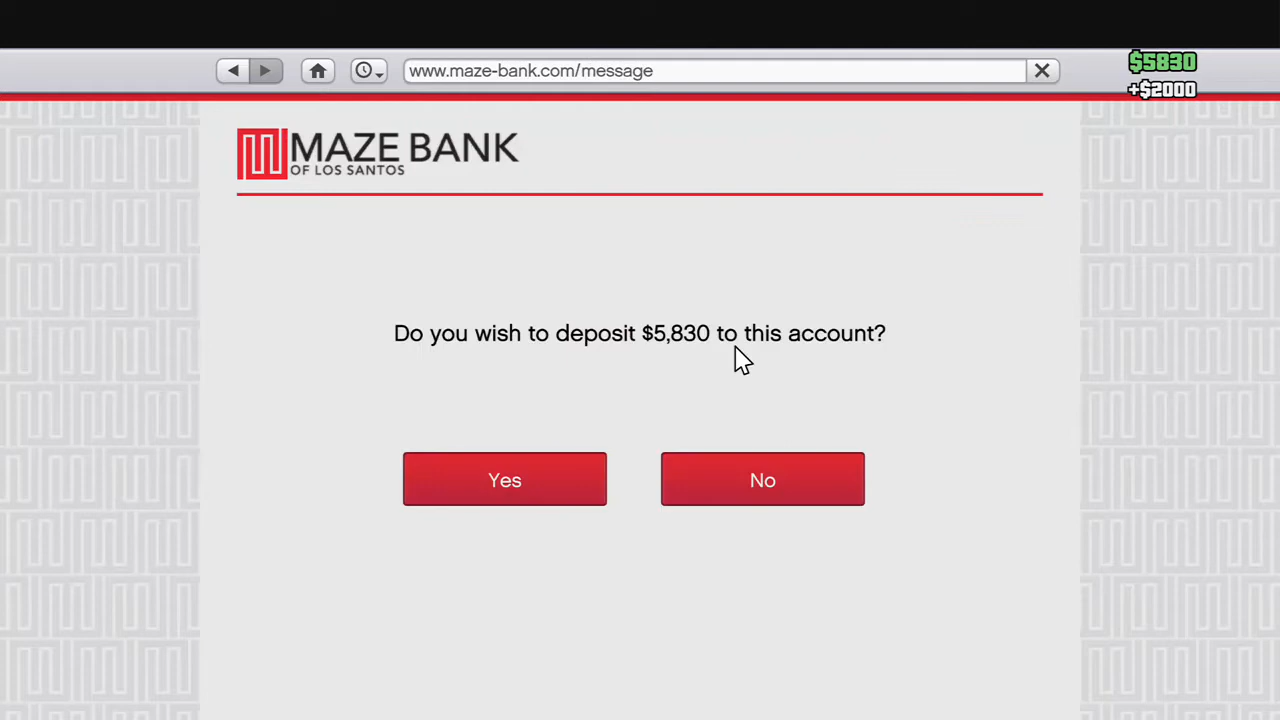 www.maze-bank.com/message
$5830
+$2000
MAZE BANK
OF LOS SANTOS
Do you wish to deposit $5,830 to this account?
Yes
No